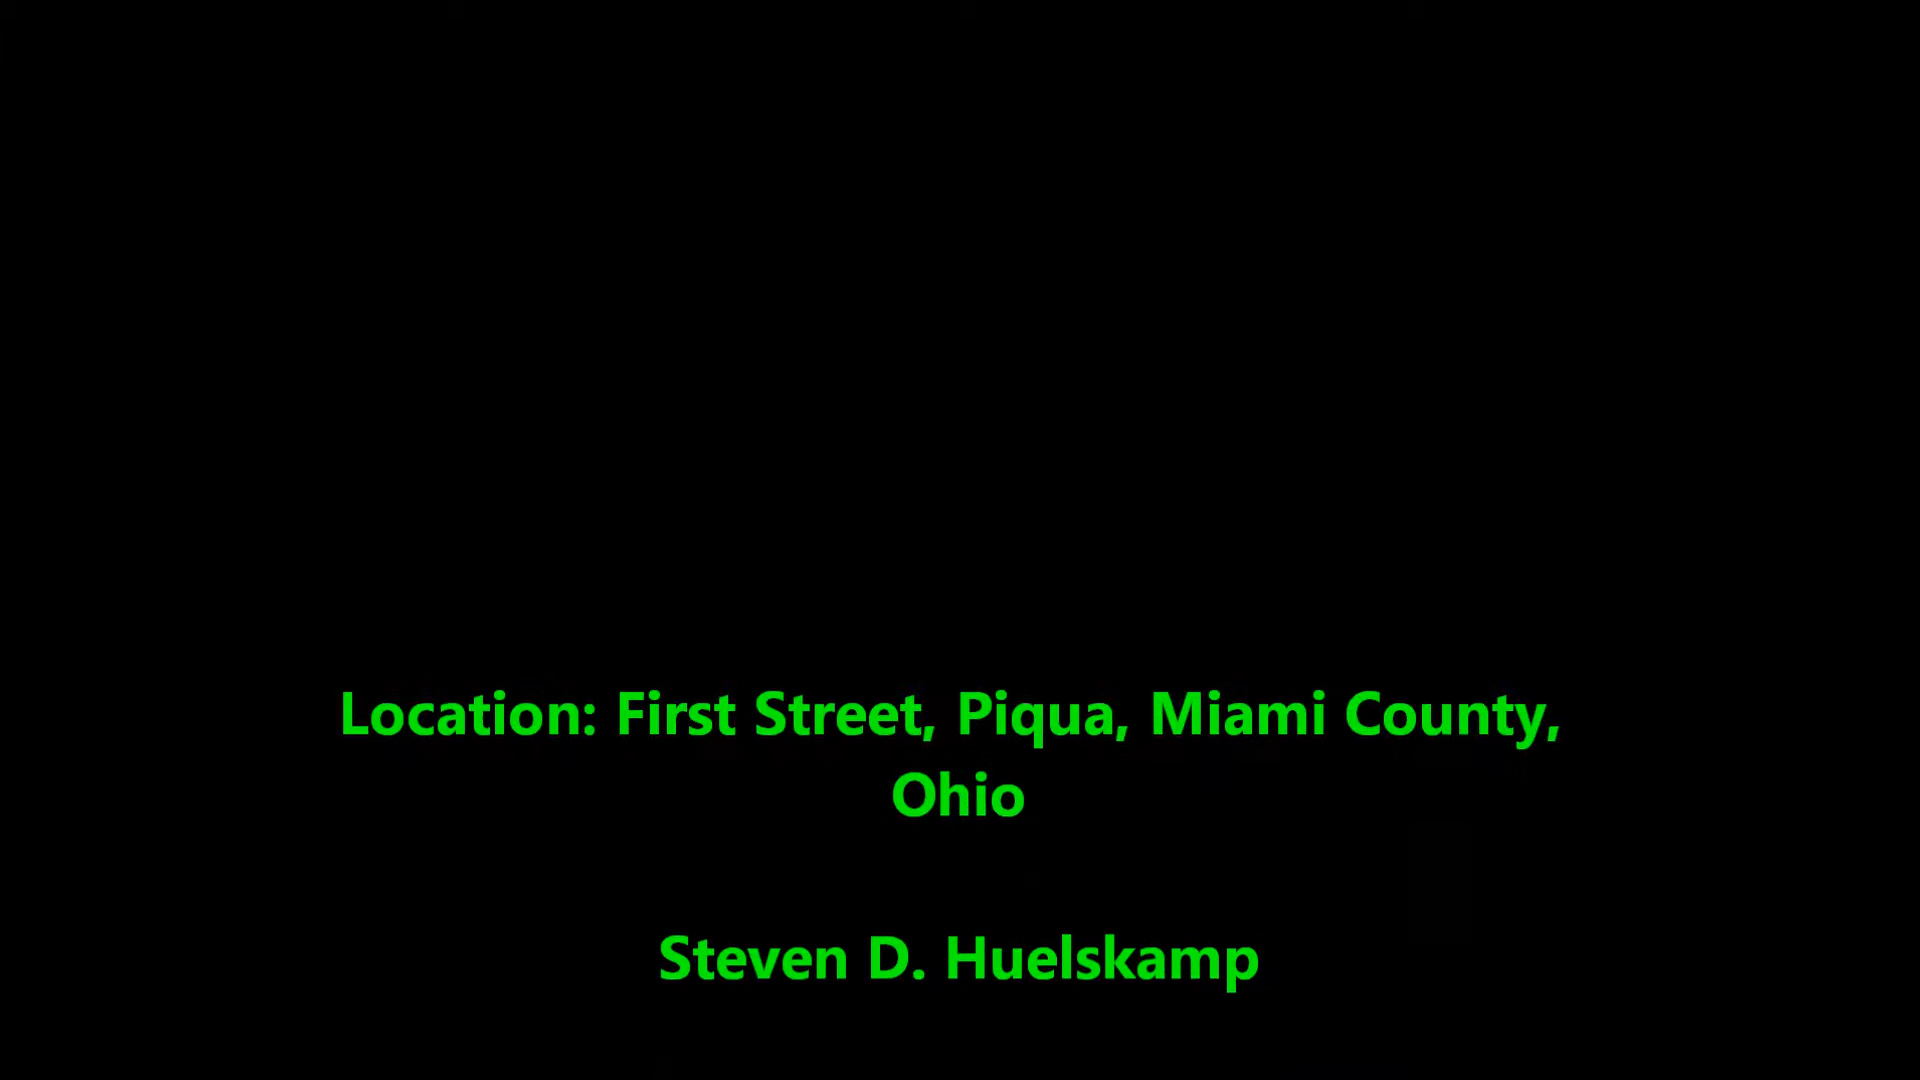 Location: First Street, Piqua, Miami County,
Ohio
Steven D. Huelskamp